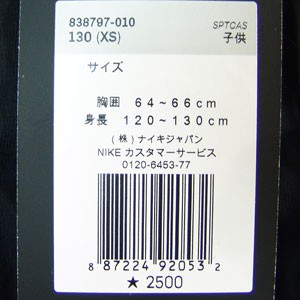 838797-010
SPTCAS
130 (XS)
子供
サイズ
胸囲 64～66cm
身長 120～130cm
(株) ナイキジャパン
NIKE カスタマーサービス
0120-6453-77
8 87224 92053 2
★ 2500